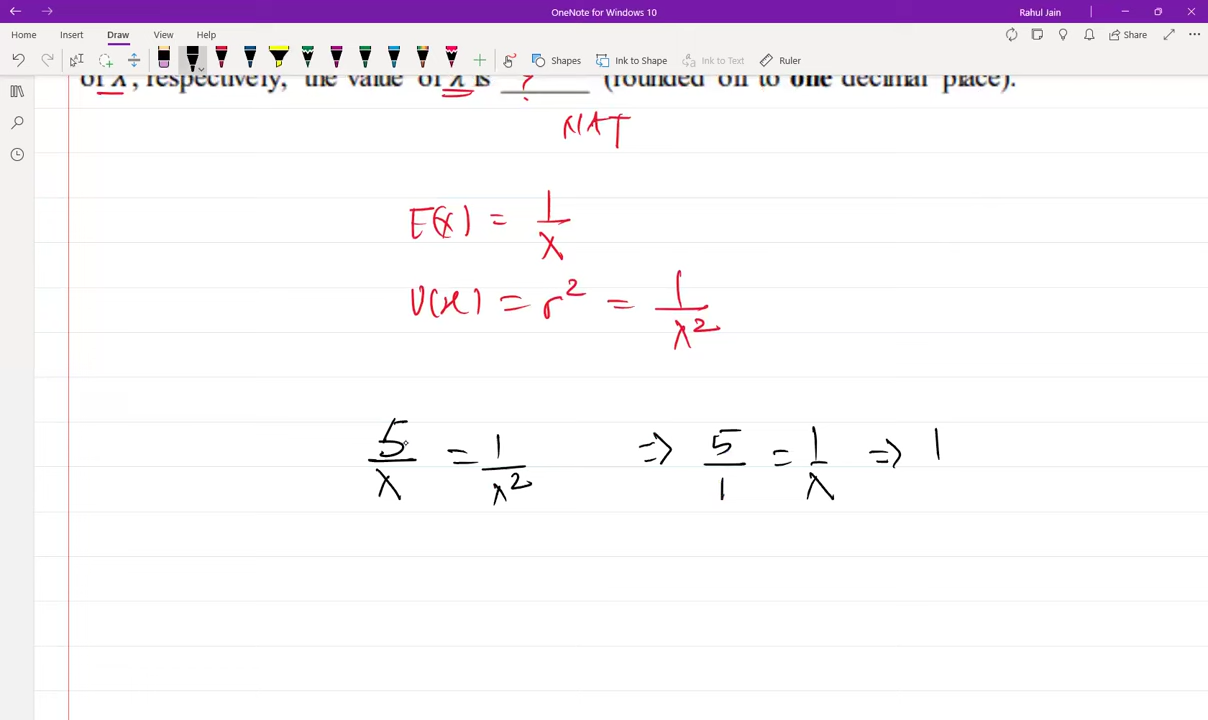 OneNote for Windows 10
Rahul Jain
Home Insert Draw View Help
Share
Shapes Ink to Shape Ink to Text Ruler
of X, respectively, the value of λ is ? (rounded off to one decimal place).
NAT
E(x) = 1/λ
V(x) = σ² = 1/λ²
5/λ = 1/λ² ⇒ 5/1 = 1/λ ⇒ 1